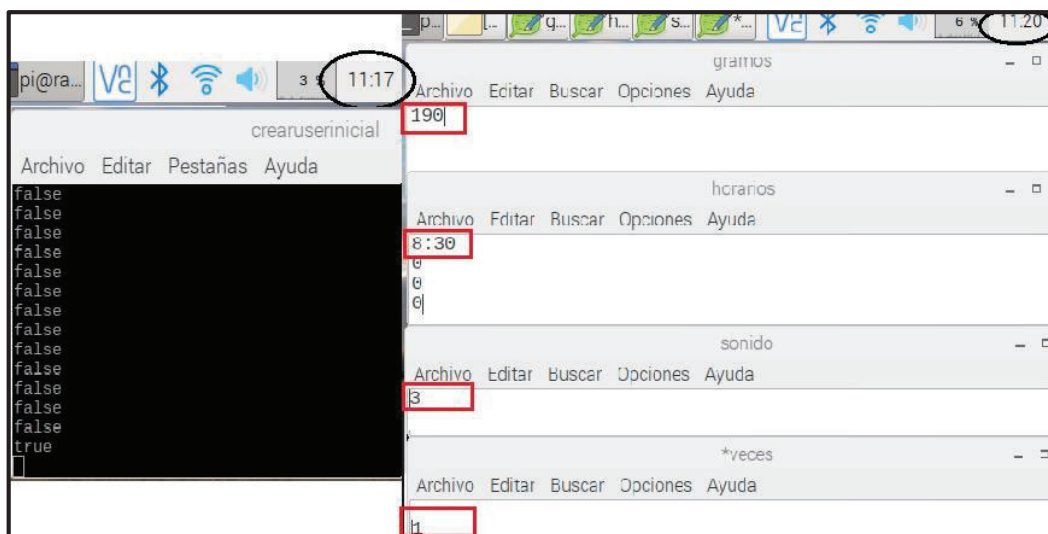 pi@ra...
3 %
11:17
crearuserinicial
Archivo Editar Pestañas Ayuda
false
false
false
false
false
false
false
false
false
false
false
false
false
true
p...
[...
g...
h...
s...
*...
6 %
11:20
gramos
Archivo Editar Buscar Opciones Ayuda
190
horarios
Archivo Editar Buscar Opciones Ayuda
8:30
0
0
0
sonido
Archivo Editar Buscar Opciones Ayuda
3
*veces
Archivo Editar Buscar Opciones Ayuda
1